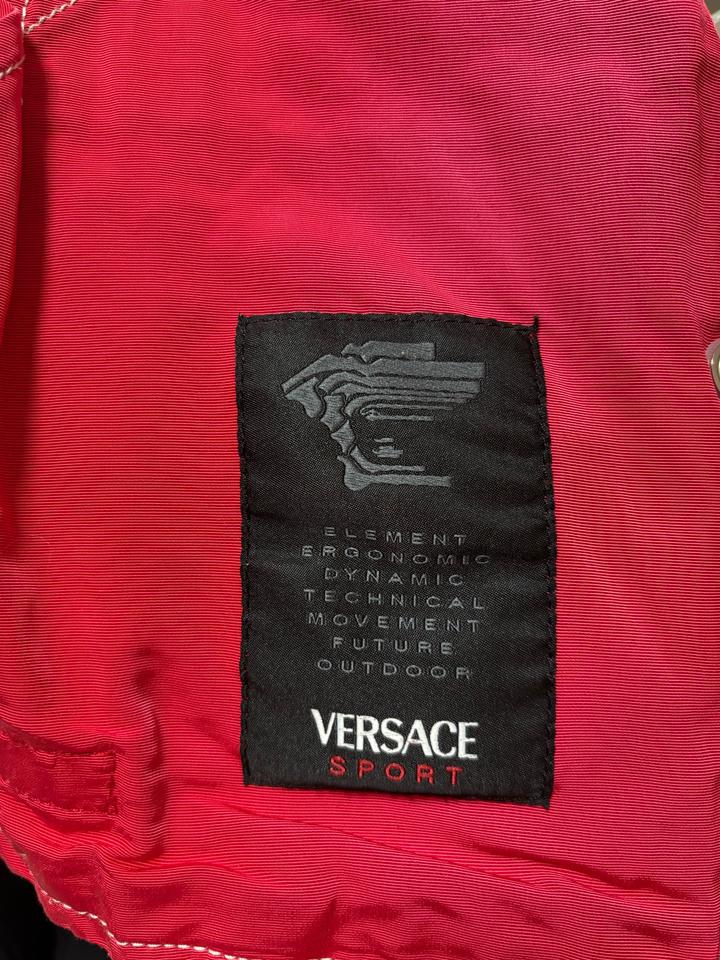 ELEMENT
ERGONOMIC
DYNAMIC
TECHNICAL
MOVEMENT
FUTURE
OUTDOOR
VERSACE
SPORT